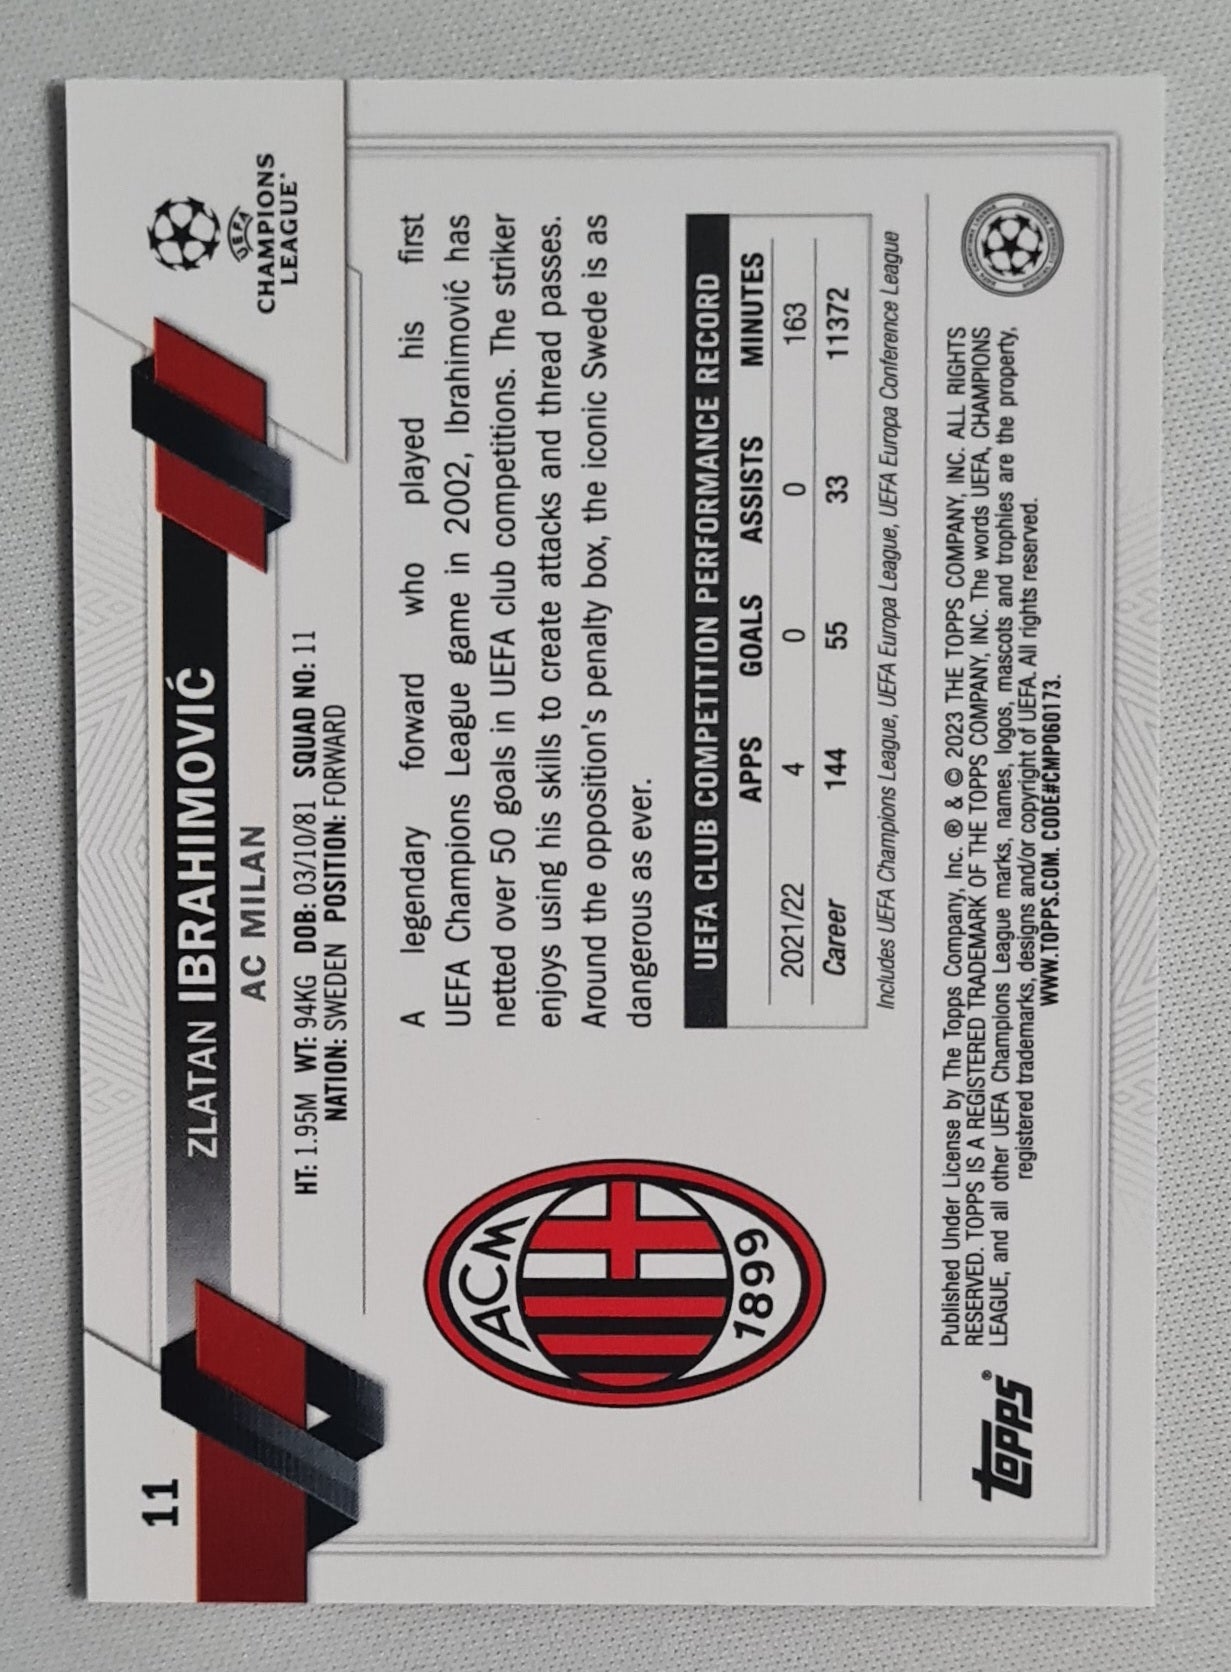 11
ZLATAN IBRAHIMOVIĆ
AC MILAN
HT: 1.95M WT: 94KG DOB: 03/10/81 SQUAD NO: 11
NATION: SWEDEN POSITION: FORWARD
UEFA
CHAMPIONS
LEAGUE
ACM
1899
A legendary forward who played his first
UEFA Champions League game in 2002, Ibrahimović has
netted over 50 goals in UEFA club competitions. The striker
enjoys using his skills to create attacks and thread passes.
Around the opposition's penalty box, the iconic Swede is as
dangerous as ever.
UEFA CLUB COMPETITION PERFORMANCE RECORD
APPS GOALS ASSISTS MINUTES
2021/22 4 0 0 163
Career 144 55 33 11372
Includes UEFA Champions League, UEFA Europa League, UEFA Europa Conference League
Topps®
Published Under License by The Topps Company, Inc. ® & © 2023 THE TOPPS COMPANY, INC. ALL RIGHTS
RESERVED. TOPPS IS A REGISTERED TRADEMARK OF THE TOPPS COMPANY, INC. The words UEFA, CHAMPIONS
LEAGUE, and all other UEFA Champions League marks, names, logos, mascots and trophies are the property,
registered trademarks, designs and/or copyright of UEFA. All rights reserved.
WWW.TOPPS.COM. CODE#CMP060173.